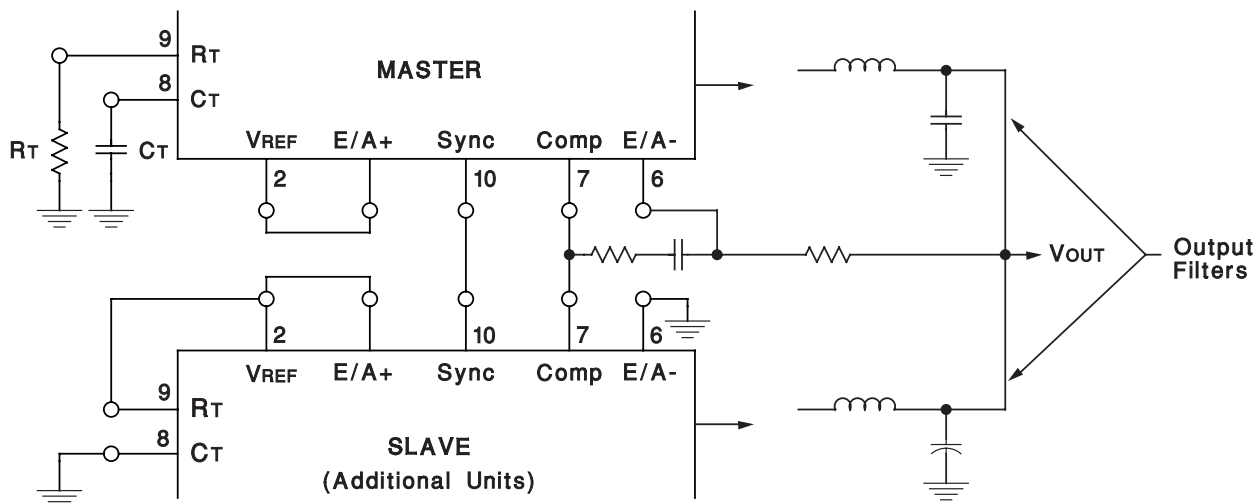 9 RT
MASTER
8 CT
RT CT
VREF E/A+ Sync Comp E/A-
2 10 7 6
VOUT
Output
Filters
2 10 7 6
VREF E/A+ Sync Comp E/A-
9 RT
8 CT
SLAVE
(Additional Units)